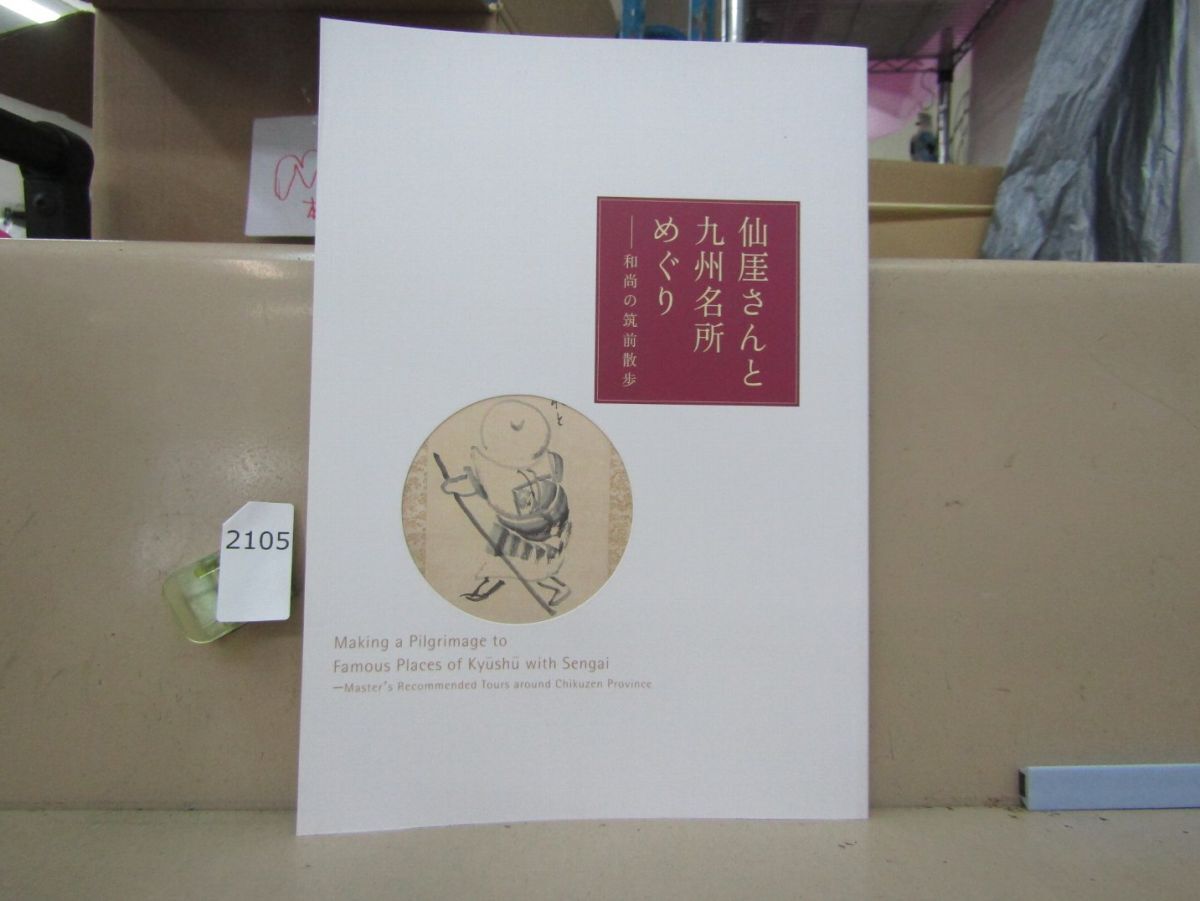 仙厓さんと
九州名所
めぐり
——和尚の筑前散歩
Making a Pilgrimage to
Famous Places of Kyūshū with Sengai
—Master's Recommended Tours around Chikuzen Province
2105